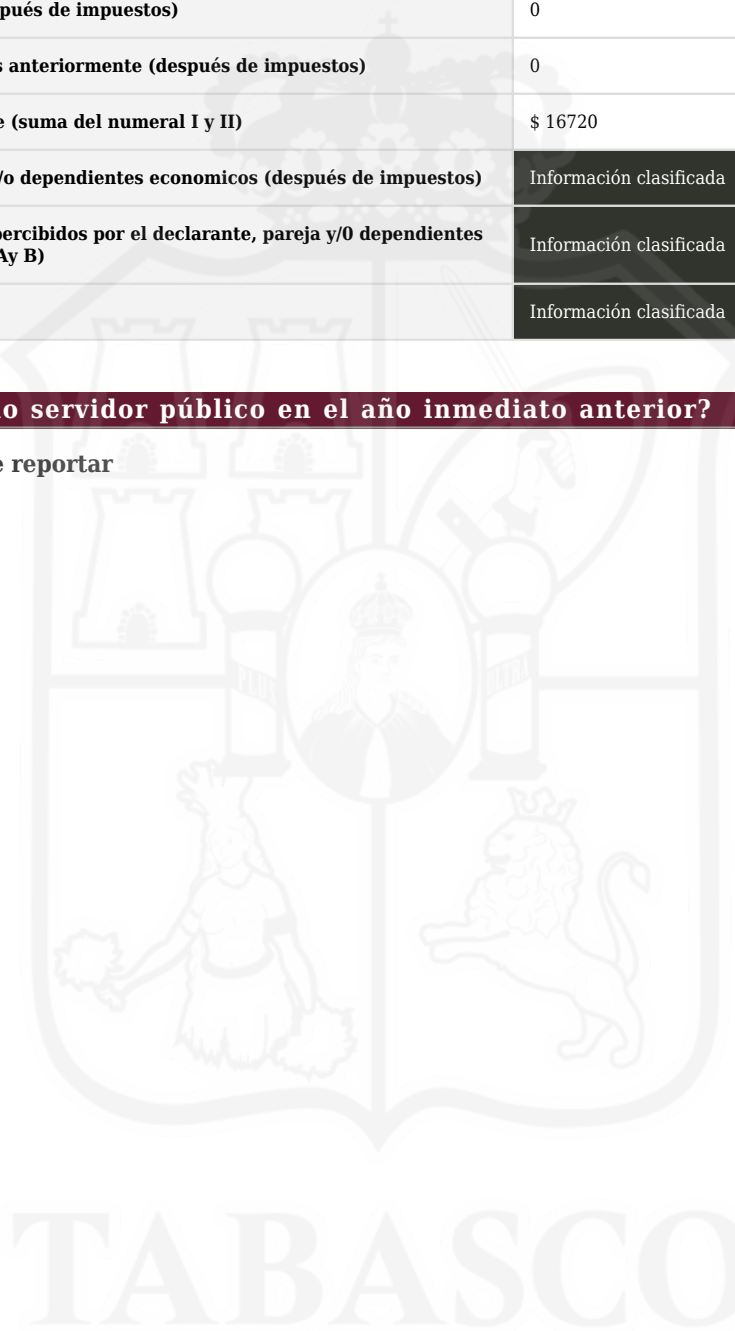 pués de impuestos)
0
s anteriormente (después de impuestos)
0
e (suma del numeral I y II)
$ 16720
/o dependientes economicos (después de impuestos)
Información clasificada
percibidos por el declarante, pareja y/0 dependientes
Ay B)
Información clasificada
Información clasificada
o servidor público en el año inmediato anterior?
e reportar
PLUS
ULTRA
TABASCO